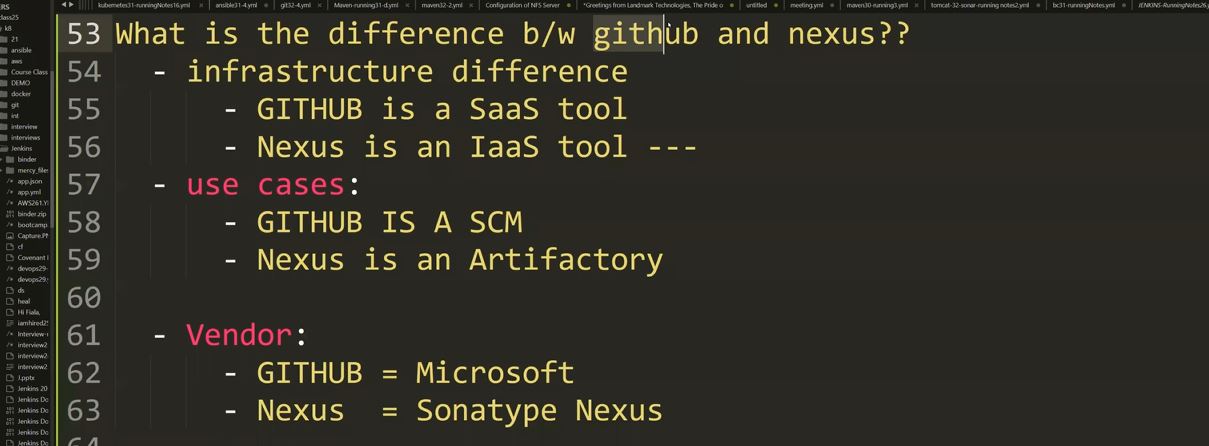 ERS
kubernetes31-runningNotes16.yml
ansible31-4.yml
git32-4.yml
Maven-running31-d.yml
maven32-2.yml
Configuration of NFS Server
*Greetings from Landmark Technologies, The Pride o
untitled
meeting.yml
maven30-running3.yml
tomcat-32-sonar-running notes2.yml
bc31-runningNotes.yml
JENKINS-RunningNotes26.y
class25
k8
21
ansible
aws
Course Class
DEMO
docker
git
int
interview
interviews
Jenkins
binder
mercy_files
app.json
app.yml
AWS261.Y
binder.zip
bootcamp
Capture.PN
cf
Covenant
devops29-
devops29.
ds
heal
Hi Fiala,
iamhired25
Interview-
interview2
interview2
interview2
J.pptx
Jenkins 20
Jenkins Do
Jenkins Do
Jenkins Do
Jenkins Do
53 What is the difference b/w github and nexus??
54 - infrastructure difference
55 - GITHUB is a SaaS tool
56 - Nexus is an IaaS tool ---
57 - use cases:
58 - GITHUB IS A SCM
59 - Nexus is an Artifactory
60
61 - Vendor:
62 - GITHUB = Microsoft
63 - Nexus = Sonatype Nexus
64